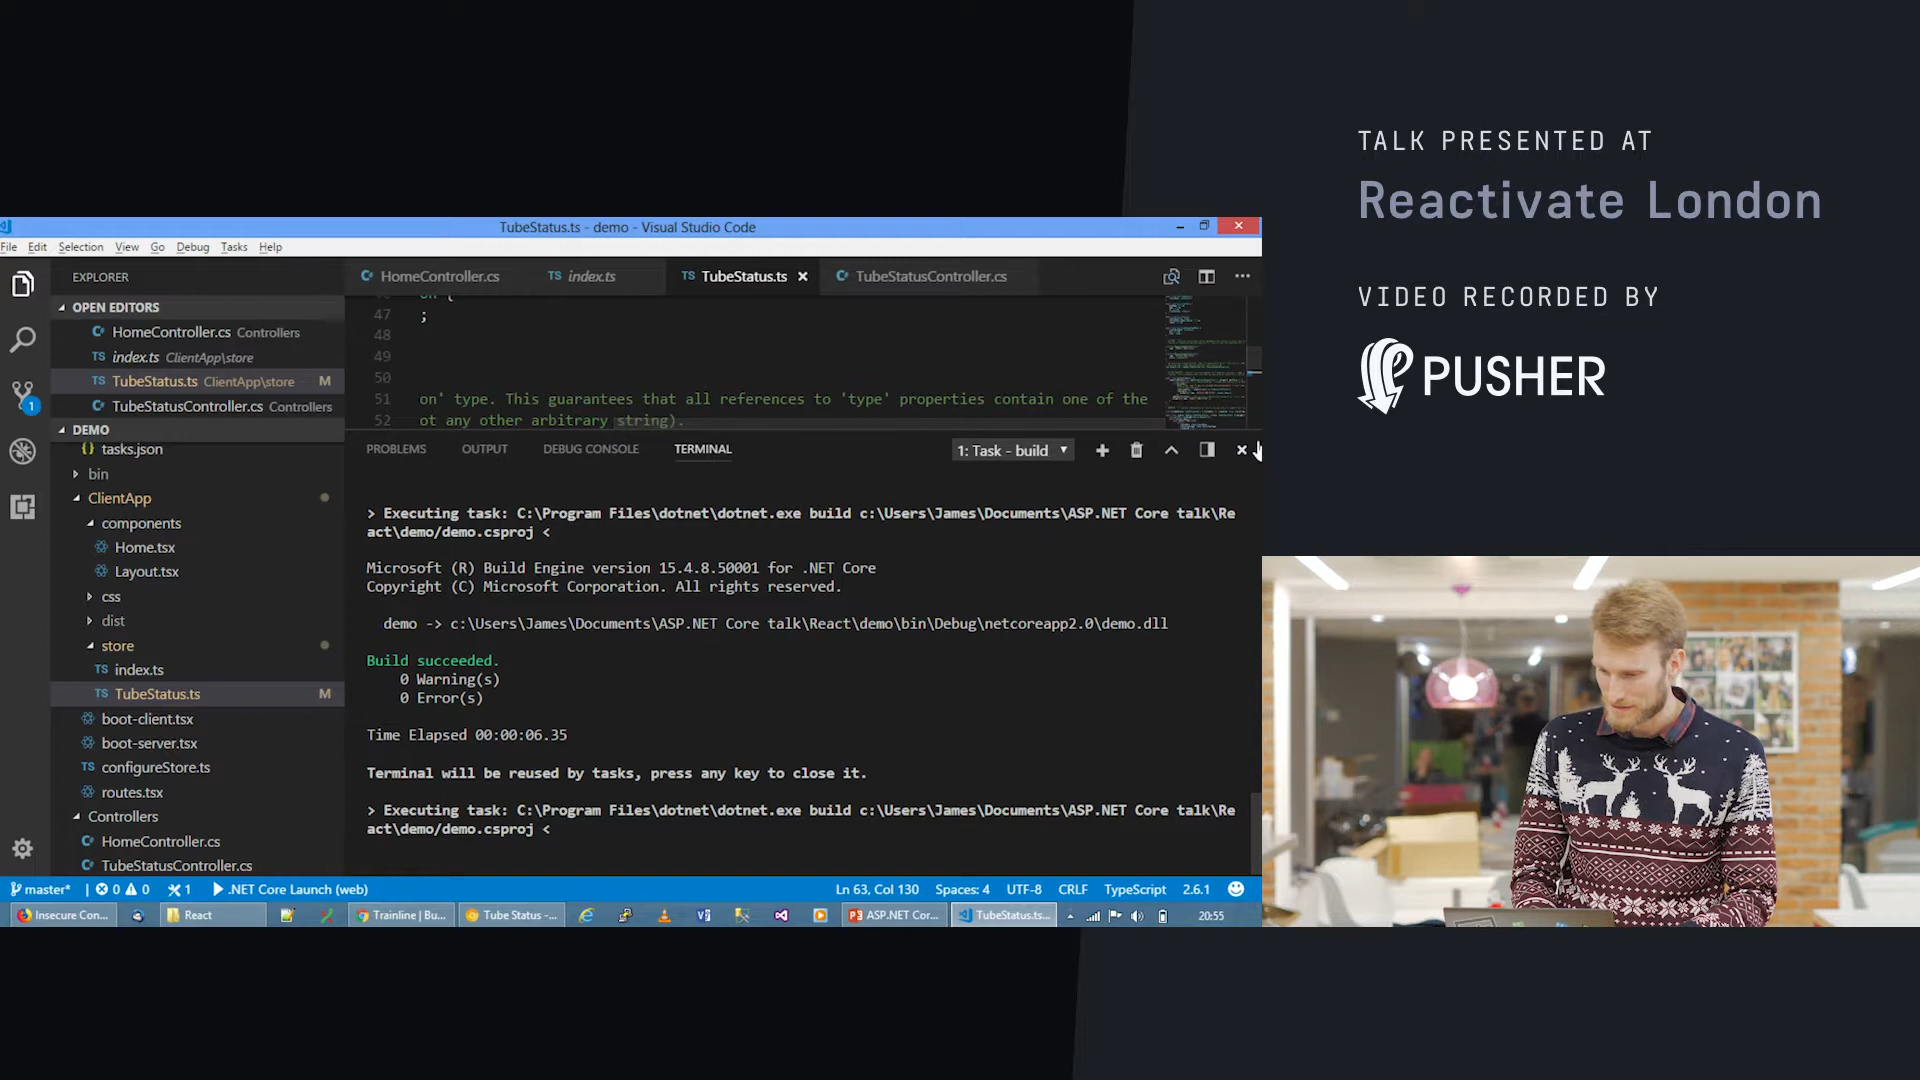 TALK PRESENTED AT
Reactivate London
VIDEO RECORDED BY
PUSHER
TubeStatus.ts - demo - Visual Studio Code
File Edit Selection View Go Debug Tasks Help
EXPLORER
OPEN EDITORS
HomeController.cs Controllers
TS index.ts ClientApp\store
TS TubeStatus.ts ClientApp\store M
TubeStatusController.cs Controllers
DEMO
{} tasks.json
bin
ClientApp
components
Home.tsx
Layout.tsx
css
dist
store
TS index.ts
TS TubeStatus.ts M
boot-client.tsx
boot-server.tsx
TS configureStore.ts
routes.tsx
Controllers
HomeController.cs
TubeStatusController.cs
1
HomeController.cs TS index.ts TS TubeStatus.ts TubeStatusController.cs
47 ;
48
49
50
51 on' type. This guarantees that all references to 'type' properties contain one of the
52 ot any other arbitrary string).
PROBLEMS OUTPUT DEBUG CONSOLE TERMINAL 1: Task - build
> Executing task: C:\Program Files\dotnet\dotnet.exe build c:\Users\James\Documents\ASP.NET Core talk\Re
act\demo/demo.csproj <
Microsoft (R) Build Engine version 15.4.8.50001 for .NET Core
Copyright (C) Microsoft Corporation. All rights reserved.
demo -> c:\Users\James\Documents\ASP.NET Core talk\React\demo\bin\Debug\netcoreapp2.0\demo.dll
Build succeeded.
0 Warning(s)
0 Error(s)
Time Elapsed 00:00:06.35
Terminal will be reused by tasks, press any key to close it.
> Executing task: C:\Program Files\dotnet\dotnet.exe build c:\Users\James\Documents\ASP.NET Core talk\Re
act\demo/demo.csproj <
master* 0 0 1 .NET Core Launch (web) Ln 63, Col 130 Spaces: 4 UTF-8 CRLF TypeScript 2.6.1
Insecure Con... React Trainline | Bu... Tube Status -... ASP.NET Cor... TubeStatus.ts... 20:55